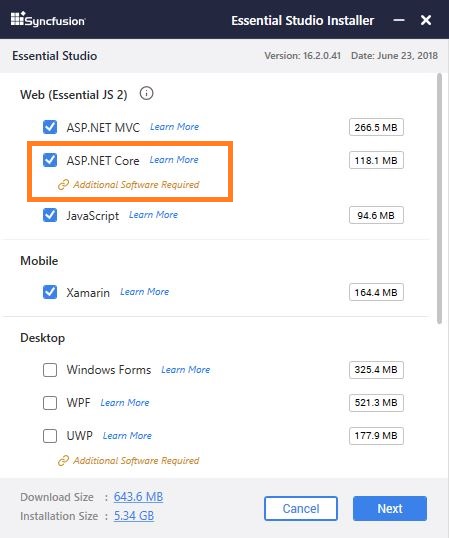 Syncfusion Essential Studio Installer
Essential Studio Version: 16.2.0.41 Date: June 23, 2018
Web (Essential JS 2)
ASP.NET MVC Learn More 266.5 MB
ASP.NET Core Learn More 118.1 MB
Additional Software Required
JavaScript Learn More 94.6 MB
Mobile
Xamarin Learn More 164.4 MB
Desktop
Windows Forms Learn More 325.4 MB
WPF Learn More 521.3 MB
UWP Learn More 177.9 MB
Additional Software Required
Download Size : 643.6 MB
Installation Size : 5.34 GB
Cancel Next